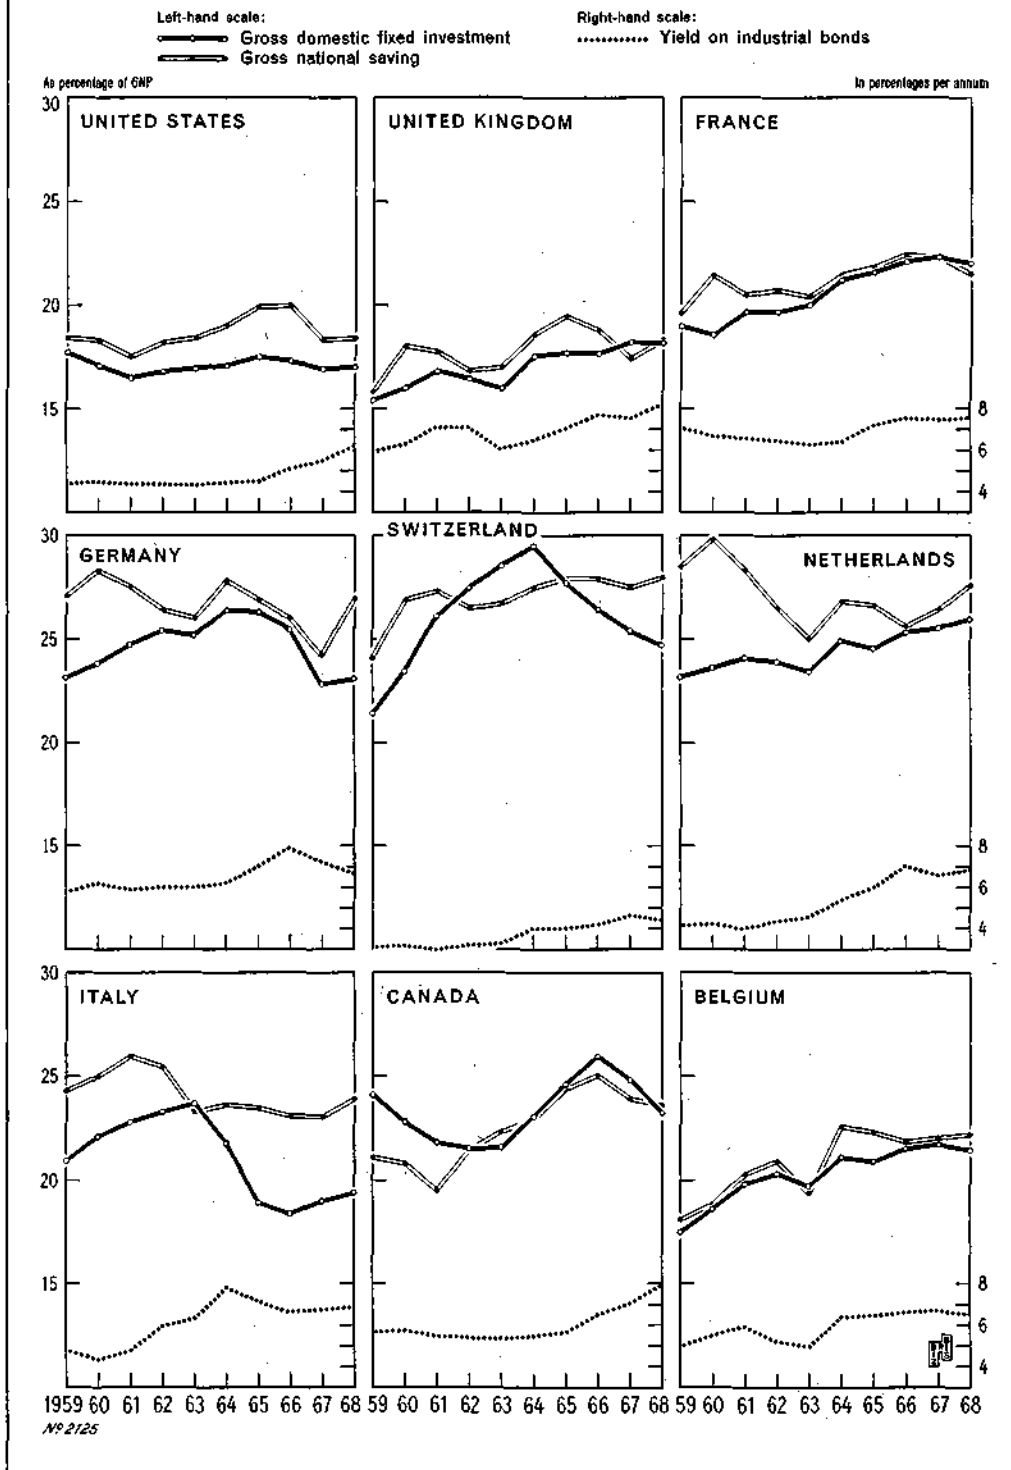 Left-hand scale:
Right-hand scale:
Gross domestic fixed investment
Yield on industrial bonds
Gross national saving
As percentage of GNP
In percentages per annum
30
UNITED STATES
UNITED KINGDOM
FRANCE
25
20
15
8
6
4
30
GERMANY
SWITZERLAND
NETHERLANDS
25
20
15
8
6
4
30
ITALY
CANADA
BELGIUM
25
20
15
8
6
4
1959 60 61 62 63 64 65 66 67 68 59 60 61 62 63 64 65 66 67 68 59 60 61 62 63 64 65 66 67 68
Nº 2125